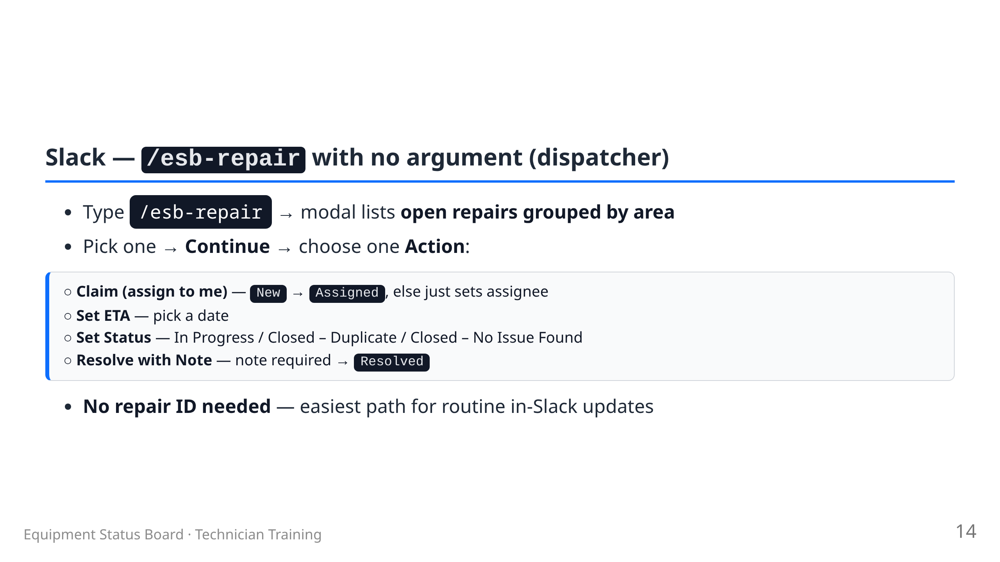 Slack — /esb-repair with no argument (dispatcher)
• Type /esb-repair → modal lists open repairs grouped by area
• Pick one → Continue → choose one Action:
○ Claim (assign to me) — New → Assigned, else just sets assignee
○ Set ETA — pick a date
○ Set Status — In Progress / Closed – Duplicate / Closed – No Issue Found
○ Resolve with Note — note required → Resolved
• No repair ID needed — easiest path for routine in-Slack updates
Equipment Status Board · Technician Training
14